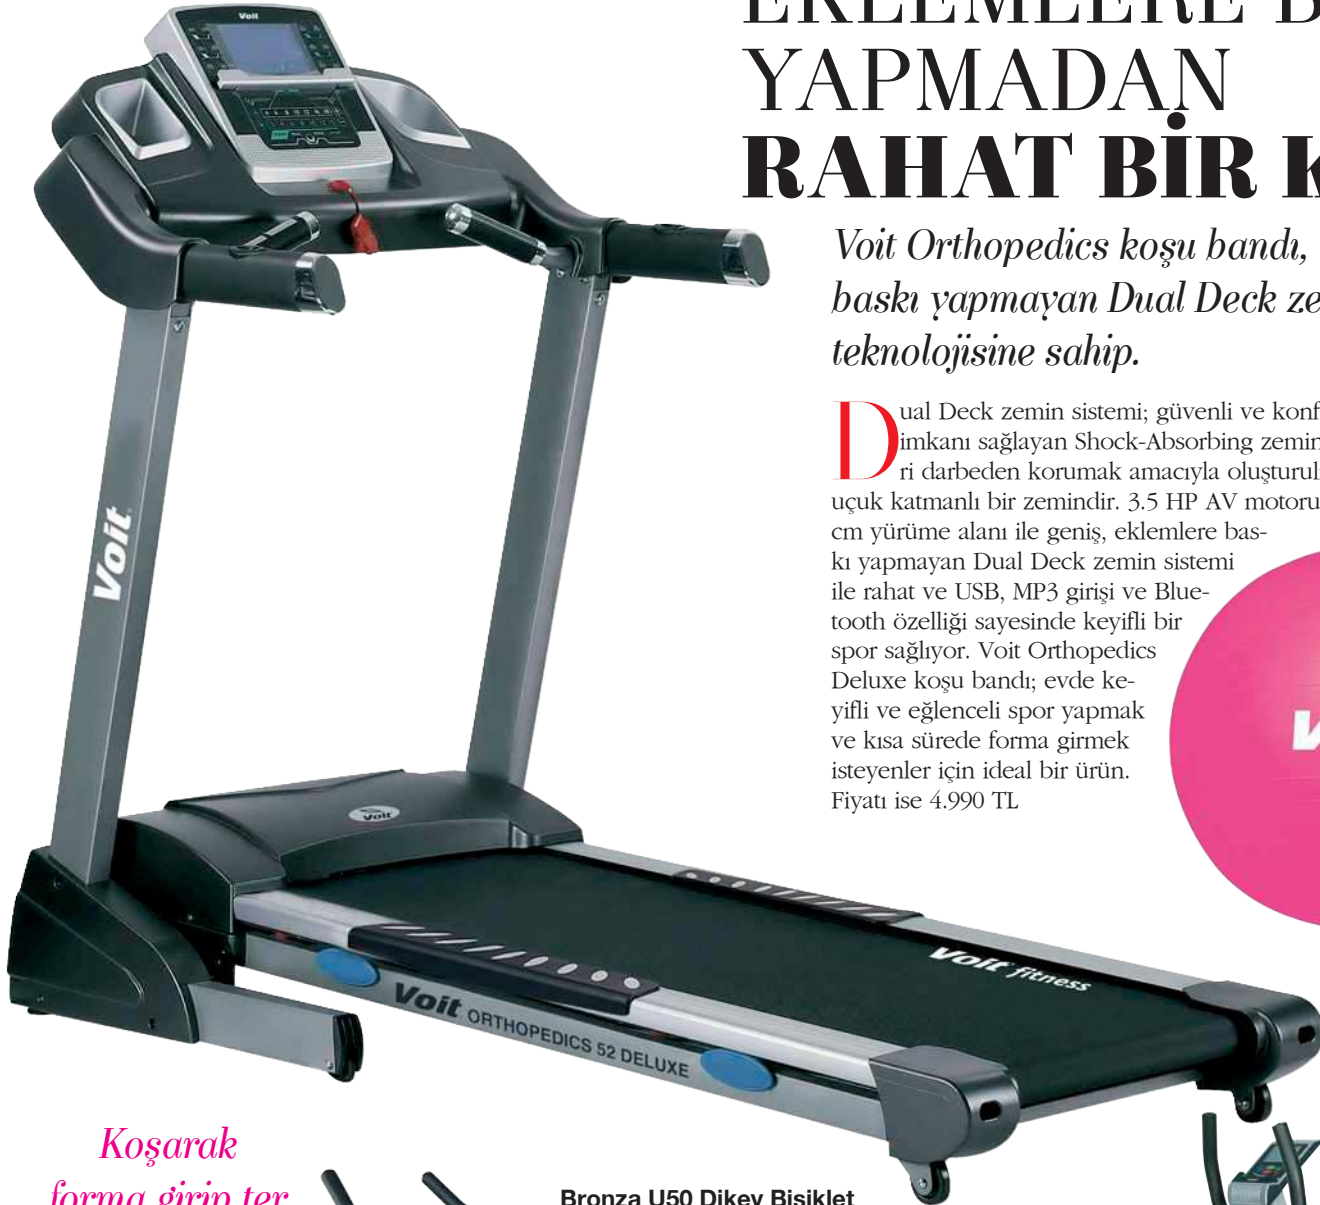 EKLEMLERE B
YAPMADAN
RAHAT BİR K
Voit Orthopedics koşu bandı,
baskı yapmayan Dual Deck ze
teknolojisine sahip.
Dual Deck zemin sistemi; güvenli ve konf
imkanı sağlayan Shock-Absorbing zemin
ri darbeden korumak amacıyla oluşturul
uçuk katmanlı bir zemindir. 3.5 HP AV motoru
cm yürüme alanı ile geniş, eklemlere bas-
kı yapmayan Dual Deck zemin sistemi
ile rahat ve USB, MP3 girişi ve Blue-
tooth özelliği sayesinde keyifli bir
spor sağlıyor. Voit Orthopedics
Deluxe koşu bandı; evde ke-
yifli ve eğlenceli spor yapmak
ve kısa sürede forma girmek
isteyenler için ideal bir ürün.
Fiyatı ise 4.990 TL
Voit
Voit
Voit
Voit fitness
Voit ORTHOPEDICS 52 DELUXE
V
Koşarak
forma girip ter
Bronza U50 Dikey Bisiklet